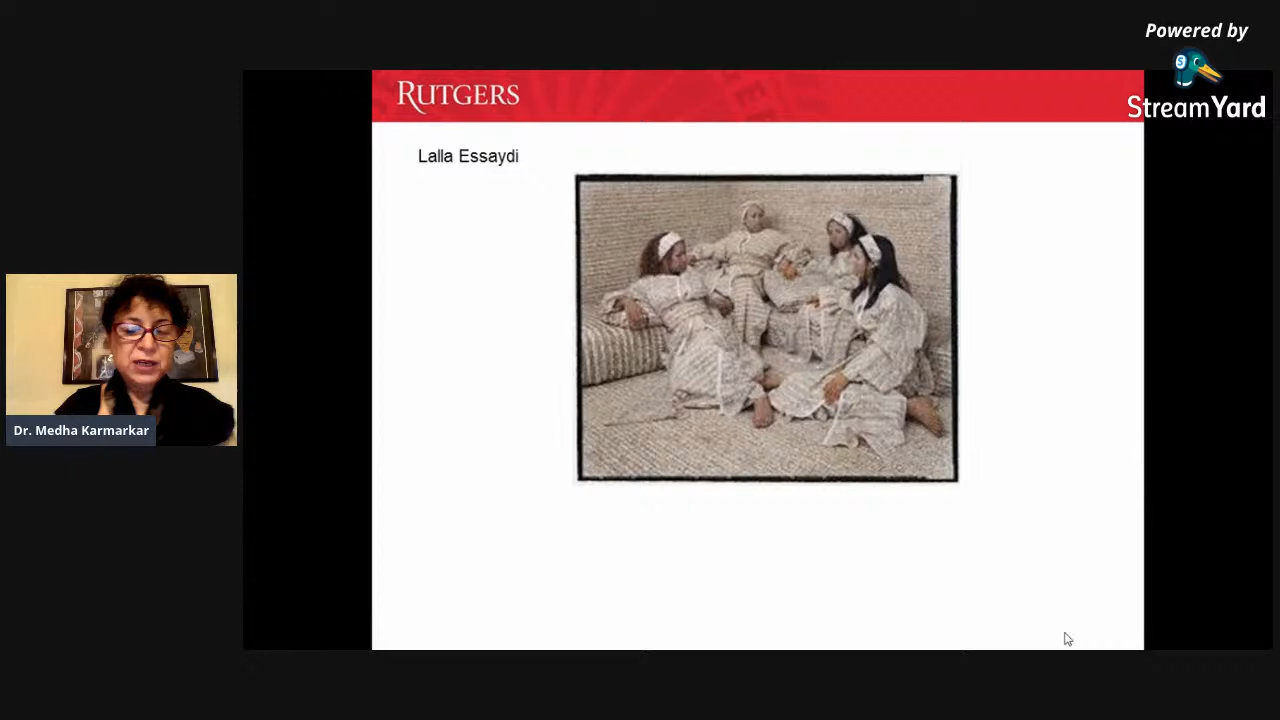 Powered by
StreamYard
RUTGERS
Lalla Essaydi
Dr. Medha Karmarkar